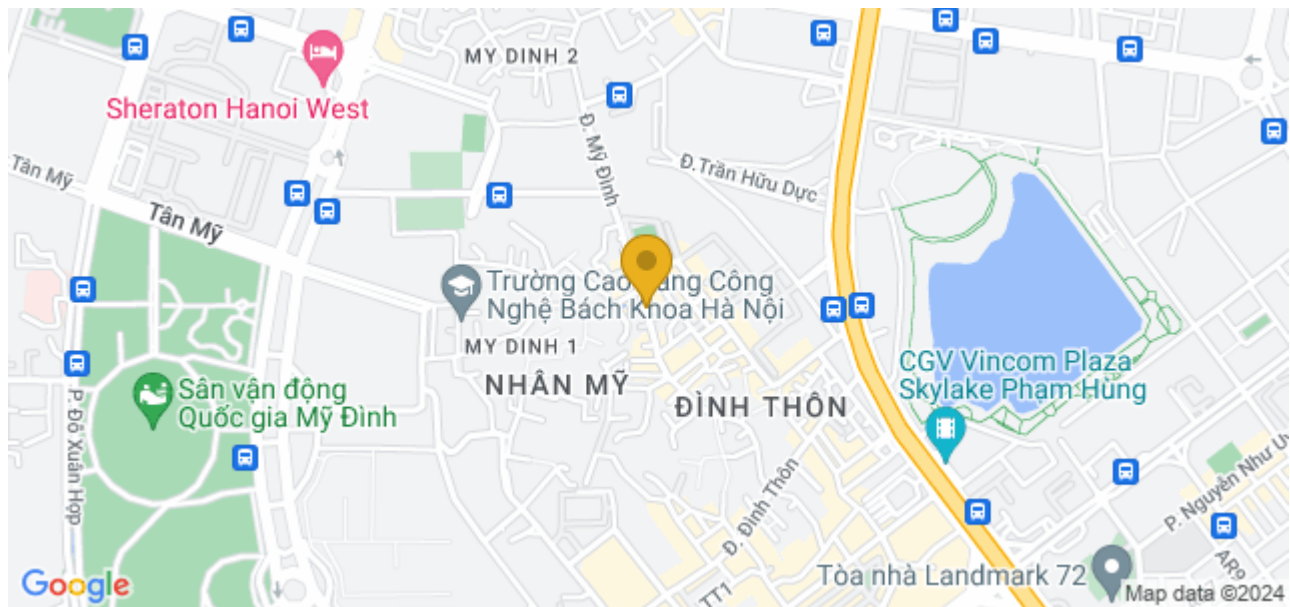 MY DINH 2
Sheraton Hanoi West
Đ. Mỹ Đình
Đ.Trần Hữu Dực
Tân Mỹ
Tân Mỹ
Trường Cao Đẳng Công
Nghệ Bách Khoa Hà Nội
MY DINH 1
NHÂN MỸ
ĐÌNH THÔN
CGV Vincom Plaza
Skylake Phạm Hùng
Sân vận động
Quốc gia Mỹ Đình
P. Đỗ Xuân Hợp
Đ. Đình Thôn
P. Nguyễn Như Uy
TT1
AR9
Tòa nhà Landmark 72
Google
Map data ©2024